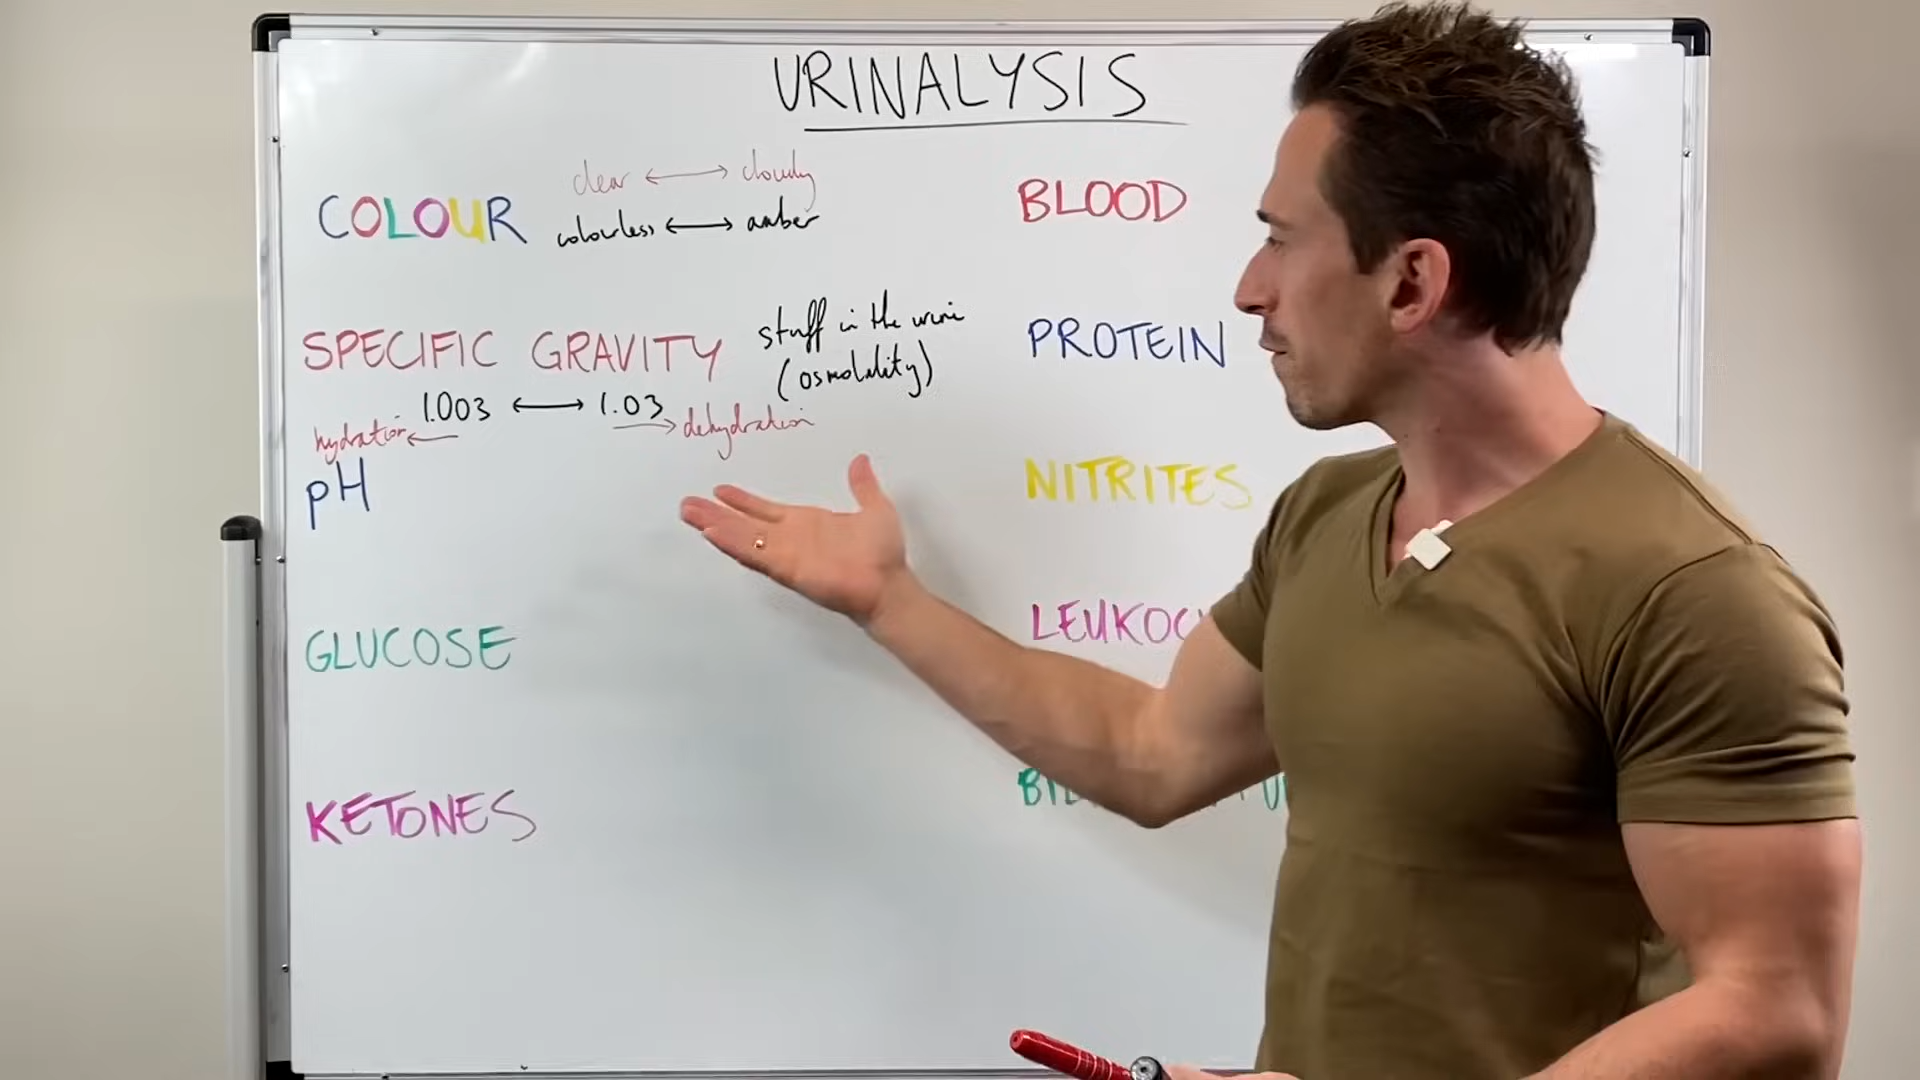 URINALYSIS
COLOUR
clear ↔ cloudy
colourless ↔ amber
SPECIFIC GRAVITY
stuff in the urine
(osmolality)
1.003 ↔ 1.03
hydration ←
→ dehydration
pH
GLUCOSE
KETONES
BLOOD
PROTEIN
NITRITES
LEUKOC